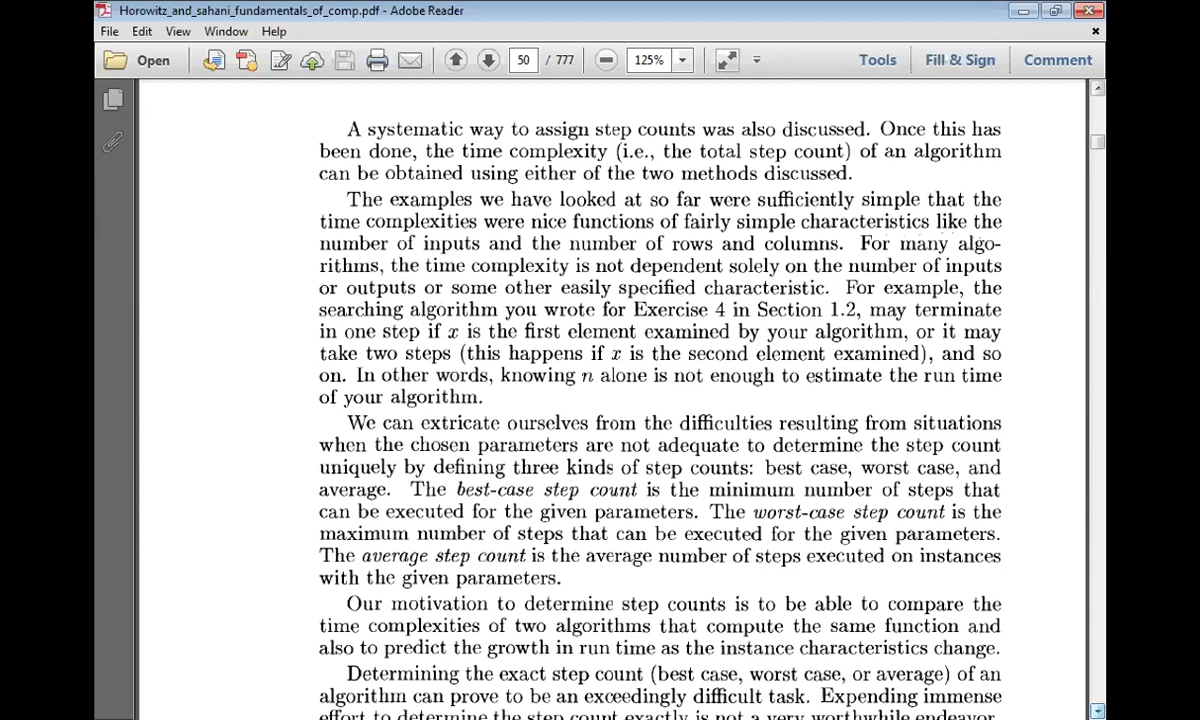 Horowitz_and_sahani_fundamentals_of_comp.pdf - Adobe Reader
File Edit View Window Help
Open 50 / 777 125% Tools Fill & Sign Comment
A systematic way to assign step counts was also discussed. Once this has
been done, the time complexity (i.e., the total step count) of an algorithm
can be obtained using either of the two methods discussed.
The examples we have looked at so far were sufficiently simple that the
time complexities were nice functions of fairly simple characteristics like the
number of inputs and the number of rows and columns. For many algo-
rithms, the time complexity is not dependent solely on the number of inputs
or outputs or some other easily specified characteristic. For example, the
searching algorithm you wrote for Exercise 4 in Section 1.2, may terminate
in one step if x is the first element examined by your algorithm, or it may
take two steps (this happens if x is the second element examined), and so
on. In other words, knowing n alone is not enough to estimate the run time
of your algorithm.
We can extricate ourselves from the difficulties resulting from situations
when the chosen parameters are not adequate to determine the step count
uniquely by defining three kinds of step counts: best case, worst case, and
average. The best-case step count is the minimum number of steps that
can be executed for the given parameters. The worst-case step count is the
maximum number of steps that can be executed for the given parameters.
The average step count is the average number of steps executed on instances
with the given parameters.
Our motivation to determine step counts is to be able to compare the
time complexities of two algorithms that compute the same function and
also to predict the growth in run time as the instance characteristics change.
Determining the exact step count (best case, worst case, or average) of an
algorithm can prove to be an exceedingly difficult task. Expending immense
effort to determine the step count exactly is not a very worthwhile endeavor,